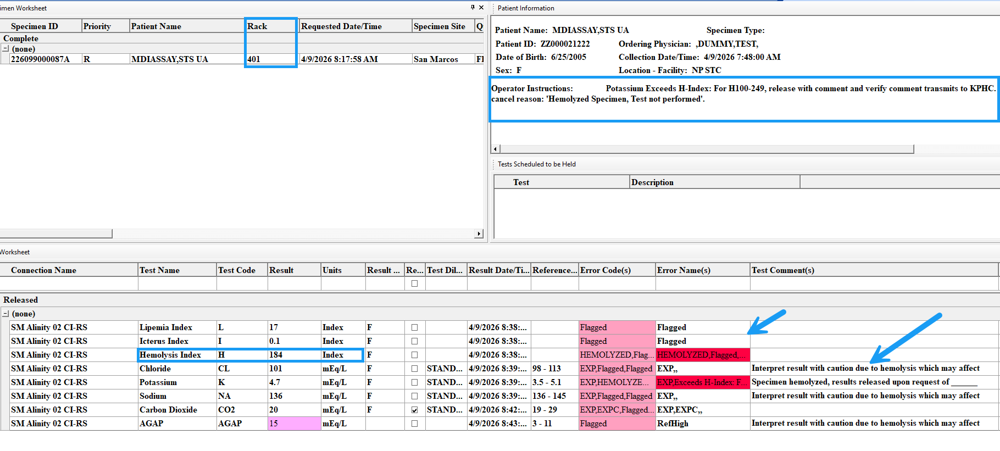 imen Worksheet
Specimen ID Priority Patient Name Rack Requested Date/Time Specimen Site Q
Complete
(none)
226099000087A R MDIASSAY,STS UA 401 4/9/2026 8:17:58 AM San Marcos FI
Patient Information
Patient Name: MDIASSAY,STS UA Specimen Type:
Patient ID: ZZ000021222 Ordering Physician: ,DUMMY,TEST,
Date of Birth: 6/25/2005 Collection Date/Time: 4/9/2026 7:48:00 AM
Sex: F Location - Facility: NP STC
Operator Instructions: Potassium Exceeds H-Index: For H100-249, release with comment and verify comment transmits to KPHC.
cancel reason: 'Hemolyzed Specimen, Test not performed'.
Tests Scheduled to be Held
Test Description
Worksheet
Connection Name Test Name Test Code Result Units Result ... Re... Test Dil... Result Date/Ti... Reference... Error Code(s) Error Name(s) Test Comment(s)
Released
(none)
SM Alinity 02 CI-RS Lipemia Index L 17 Index F 4/9/2026 8:38:... Flagged Flagged
SM Alinity 02 CI-RS Icterus Index I 0.1 Index F 4/9/2026 8:38:... Flagged Flagged
SM Alinity 02 CI-RS Hemolysis Index H 184 Index F 4/9/2026 8:38:... HEMOLYZED,Flag... HEMOLYZED,Flagged,...
SM Alinity 02 CI-RS Chloride CL 101 mEq/L F STAND... 4/9/2026 8:39:... 98 - 113 EXP,Flagged,Flagged EXP,, Interpret result with caution due to hemolysis which may affect
SM Alinity 02 CI-RS Potassium K 4.7 mEq/L F STAND... 4/9/2026 8:39:... 3.5 - 5.1 EXP,HEMOLYZE... EXP,Exceeds H-Index: F... Specimen hemolyzed, results released upon request of ______
SM Alinity 02 CI-RS Sodium NA 136 mEq/L F STAND... 4/9/2026 8:39:... 136 - 145 EXP,Flagged,Flagged EXP,, Interpret result with caution due to hemolysis which may affect
SM Alinity 02 CI-RS Carbon Dioxide CO2 20 mEq/L F STAND... 4/9/2026 8:42:... 19 - 29 EXP,EXPC,Flagged... EXP,EXPC,,
SM Alinity 02 CI-RS AGAP AGAP 15 mEq/L 4/9/2026 8:43:... 3 - 11 Flagged RefHigh Interpret result with caution due to hemolysis which may affect